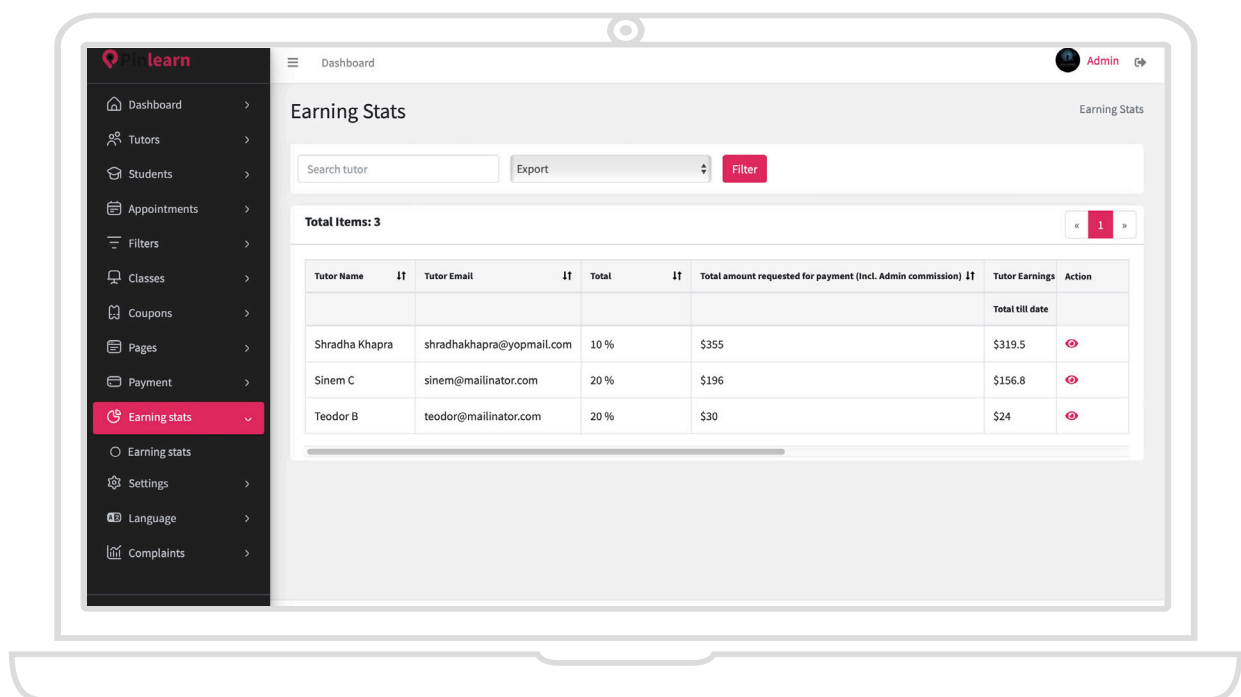 Pinlearn
Dashboard
Admin
Dashboard
Tutors
Students
Appointments
Filters
Classes
Coupons
Pages
Payment
Earning stats
Earning stats
Settings
Language
Complaints
Earning Stats
Earning Stats
Search tutor
Export
Filter
Total Items: 3
« 1 »
Tutor Name Tutor Email Total Total amount requested for payment (Incl. Admin commission) Tutor Earnings Action
Total till date
Shradha Khapra shradhakhapra@yopmail.com 10 % $355 $319.5
Sinem C sinem@mailinator.com 20 % $196 $156.8
Teodor B teodor@mailinator.com 20 % $30 $24